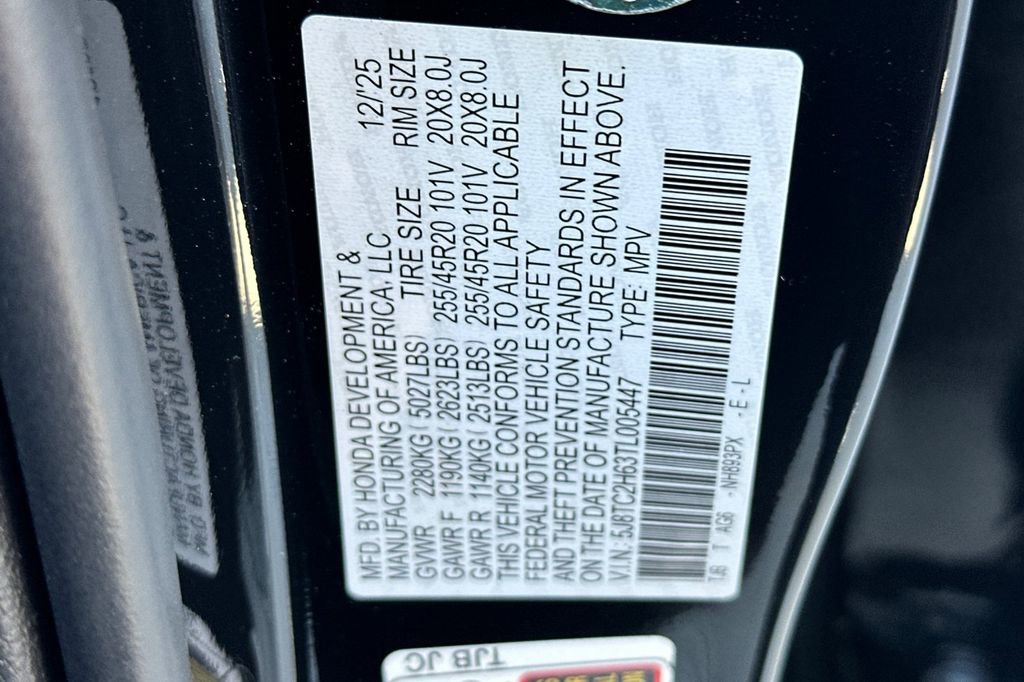 MFD. BY HONDA DEVELOPMENT &
MANUFACTURING OF AMERICA, LLC 12/'25
GVWR 2280KG ( 5027LBS) TIRE SIZE RIM SIZE
GAWR F 1190KG ( 2623LBS) 255/45R20 101V 20X8.0J
GAWR R 1140KG ( 2513LBS) 255/45R20 101V 20X8.0J
THIS VEHICLE CONFORMS TO ALL APPLICABLE
FEDERAL MOTOR VEHICLE SAFETY
AND THEFT PREVENTION STANDARDS IN EFFECT
ON THE DATE OF MANUFACTURE SHOWN ABOVE.
V.I.N: 5J8TC2H63TL005447 TYPE: MPV
TJB T AG6 - NH893PX - E - L
TJB JC